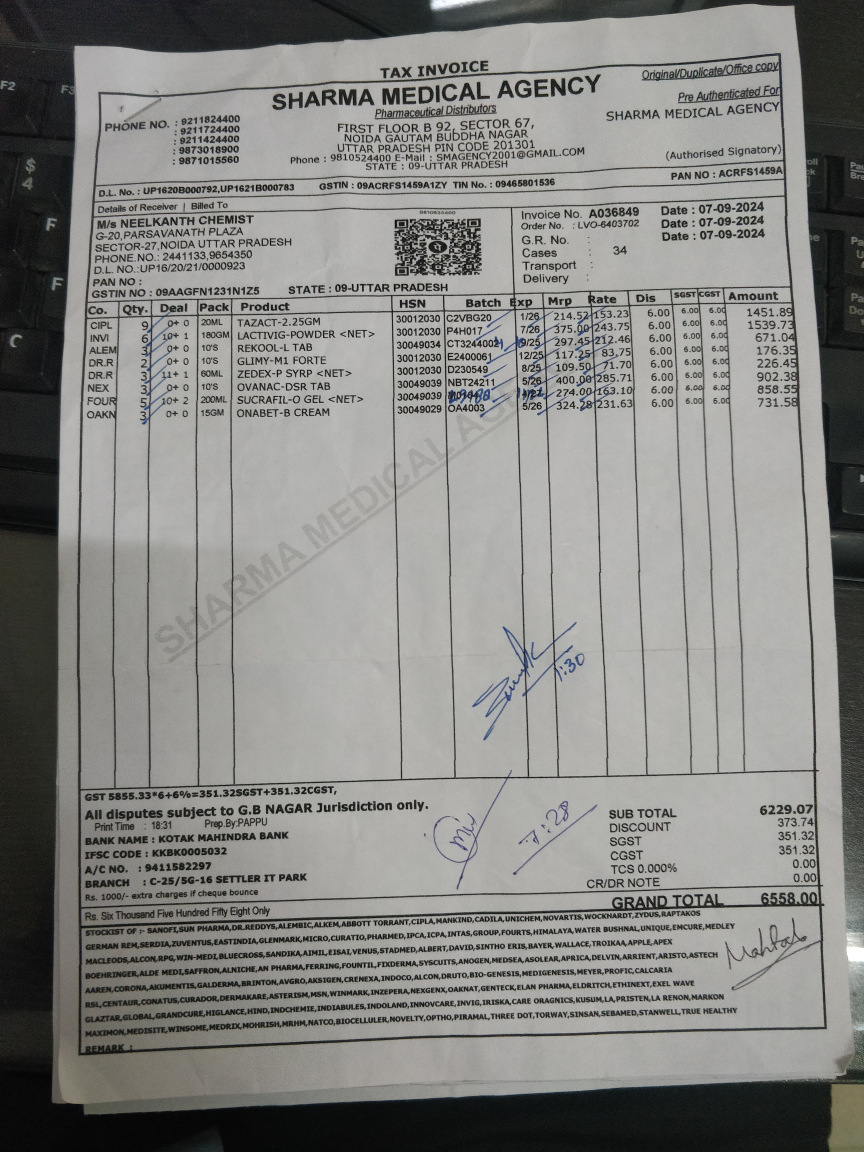 TAX INVOICE
Original/Duplicate/Office copy
SHARMA MEDICAL AGENCY
Pharmaceutical Distributors
PHONE NO. : 9211824400
: 9211724400
: 9211424400
: 9873018900
: 9871015560
FIRST FLOOR B 92, SECTOR 67,
NOIDA GAUTAM BUDDHA NAGAR
UTTAR PRADESH PIN CODE 201301
Phone : 9810524400 E-Mail : SMAGENCY2001@GMAIL.COM
STATE : 09-UTTAR PRADESH
Pre Authenticated For
SHARMA MEDICAL AGENCY
(Authorised Signatory)
D.L. No. : UP1620B000792,UP1621B000783 GSTIN : 09ACRFS1459A1ZY TIN No. : 09465801536 PAN NO : ACRFS1459A
Details of Receiver | Billed To
M/s NEELKANTH CHEMIST
G-20,PARSAVANATH PLAZA
SECTOR-27,NOIDA UTTAR PRADESH
PHONE.NO. : 2441133,9654350
D.L. NO.:UP16/20/21/0000923
PAN NO :
GSTIN NO : 09AAGFN1231N1Z5 STATE : 09-UTTAR PRADESH
Invoice No. A036849 Date : 07-09-2024
Order No. : LVO-6403702 Date : 07-09-2024
G.R. No. : Date : 07-09-2024
Cases : 34
Transport :
Delivery :
Co. Qty. Deal Pack Product HSN Batch Exp Mrp Rate Dis SGST CGST Amount
CIPL 9 0+ 0 20ML TAZACT-2.25GM 30012030 C2VBG20 1/26 214.52 153.23 6.00 6.00 6.00 1451.89
INVI 6 10+ 1 180GM LACTIVIG-POWDER <NET> 30012030 P4H017 7/26 375.00 243.75 6.00 6.00 6.00 1539.73
ALEM 3 0+ 0 10'S REKOOL-L TAB 30049034 CT3244002 9/25 297.45 212.46 6.00 6.00 6.00 671.04
DR.R 2 0+ 0 10'S GLIMY-M1 FORTE 30012030 E2400061 12/25 117.25 83.75 6.00 6.00 6.00 176.35
DR.R 3 11+ 1 60ML ZEDEX-P SYRP <NET> 30012030 D230549 8/25 109.50 71.70 6.00 6.00 6.00 226.45
NEX 3 0+ 0 10'S OVANAC-DSR TAB 30049039 NBT24211 5/26 400.00 285.71 6.00 6.00 6.00 902.38
FOUR 5 10+ 2 200ML SUCRAFIL-O GEL <NET> 30049039 274.00 163.10 6.00 6.00 6.00 858.55
OAKN 3 0+ 0 15GM ONABET-B CREAM 30049029 OA4003 5/26 324.28 231.63 6.00 6.00 6.00 731.58
SHARMA MEDICAL AGENCY
1:30
GST 5855.33*6+6%=351.32SGST+351.32CGST,
All disputes subject to G.B NAGAR Jurisdiction only.
Print Time : 18:31 Prep.By:PAPPU
BANK NAME : KOTAK MAHINDRA BANK
IFSC CODE : KKBK0005032
A/C NO. : 9411582297
BRANCH : C-25/5G-16 SETTLER IT PARK
Rs. 1000/- extra charges if cheque bounce
7:28
SUB TOTAL 6229.07
DISCOUNT 373.74
SGST 351.32
CGST 351.32
TCS 0.000% 0.00
CR/DR NOTE 0.00
GRAND TOTAL 6558.00
Rs. Six Thousand Five Hundred Fifty Eight Only
STOCKIST OF :- SANOFI,SUN PHARMA,DR.REDDYS,ALEMBIC,ALKEM,ABBOTT TORRANT,CIPLA,MANKIND,CADILA,UNICHEM,NOVARTIS,WOCKHARDT,ZYDUS,RAPTAKOS
GERMAN REM,SERDIA,ZUVENTUS,EASTINDIA,GLENMARK,MICRO,CURATIO,PHARMED,IPCA,ICPA,INTAS,GROUP,FOURTS,HIMALAYA,WATER BUSHNAL,UNIQUE,EMCURE,MEDLEY
MACLEODS,ALCON,RPG,WIN-MEDI,BLUECROSS,SANDIKA,AIMIL,EISAI,VENUS,STADMED,ALBERT,DAVID,SINTHO ERIS,BAYER,WALLACE,TROIKAA,APPLE,APEX
BOEHRINGER,ALDE MEDI,SAFFRON,ALNICHE,AN PHARMA,FERRING,FOUNTIL,FIXDERMA,SYSCUITS,ANOGEN,MEDSEA,ASOLEAR,APRICA,DELVIN,ARRIENT,ARISTO,ASTECH
AAREN,CORONA,AKUMENTIS,GALDERMA,BRINTON,AVGRO,AKSIGEN,CRENEXA,INDOCO,ALCON,DRUTO,BIO-GENESIS,MEDIGENESIS,MEYER,PROFIC,CALCARIA
RSL,CENTAUR,CONATUS,CURADOR,DERMAKARE,ASTERISM,MSN,WINMARK,INZEPERA,NEXGENX,OAKNAT,GENTECH,ELAN PHARMA,ELDRITCH,ETHINEXT,EXEL WAVE
GLAZTAR,GLOBAL,GRANDCURE,HIGLANCE,HIND,INDCHEMIE,INDIABULES,INDOLAND,INNOVCARE,INVIG,IRISKA,CARE ORAGNICS,KUSUM,LA,PRISTEN,LA RENON,MARKON
MAXIMON,MEDISITE,WINSOME,MEDRIX,MOHRISH,MRHM,NATCO,BIOCELLULER,NOVELTY,OPTHO,PIRAMAL,THREE DOT,TORWAY,SINSAN,SEBAMED,STANWELL,TRUE HEALTHY
Mahtab
REMARK :